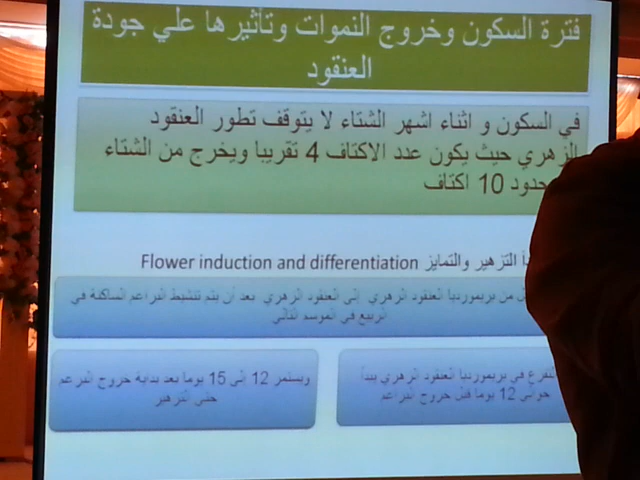 فترة السكون وخروج النموات وتاثيرها علي جودة
العنقود
في السكون و اثناء اشهر الشتاء لا يتوقف تطور العنقود
الزهري حيث يكون عدد الاكتاف 4 تقريبا ويخرج من الشتاء
حدود 10 اكتاف
التزهير والتمايز Flower induction and differentiation
من بريمورديا العنقود الزهري إلى العنقود الزهري بعد أن يتم تنشيط البراعم الساكنة في
الربيع في الموسم التالي
التفرع في بريمورديا العنقود الزهري يبدأ
حوالي 12 يوما قبل خروج البراعم
ويستمر 12 الى 15 يوما بعد بداية خروج البرعم
حتى التزهير